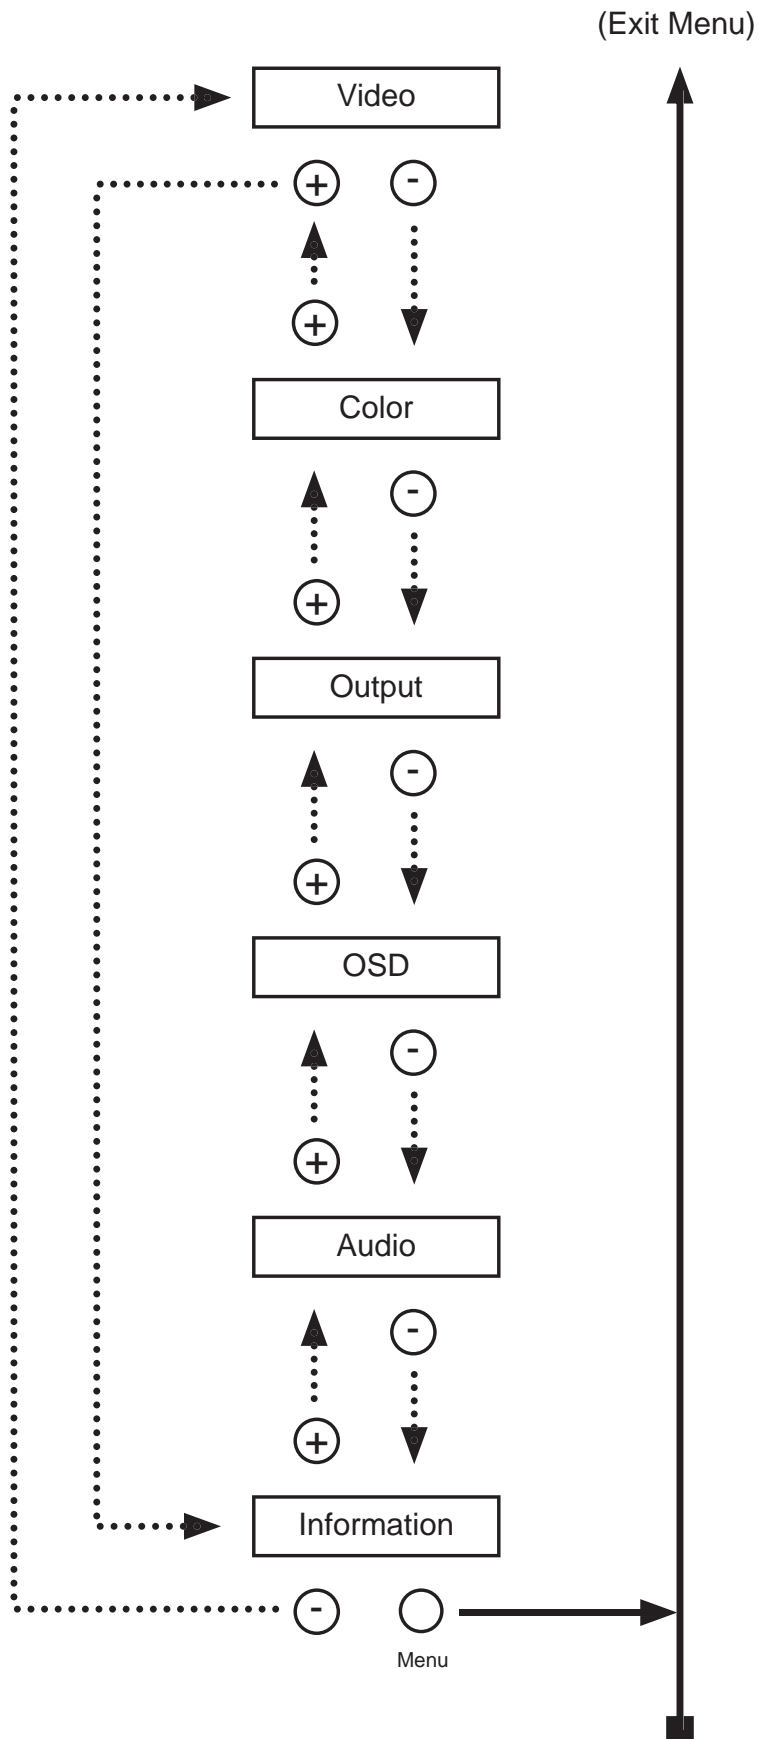 (Exit Menu)
Video
+ -
+
Color
-
+
Output
-
+
OSD
-
+
Audio
-
+
Information
-
Menu